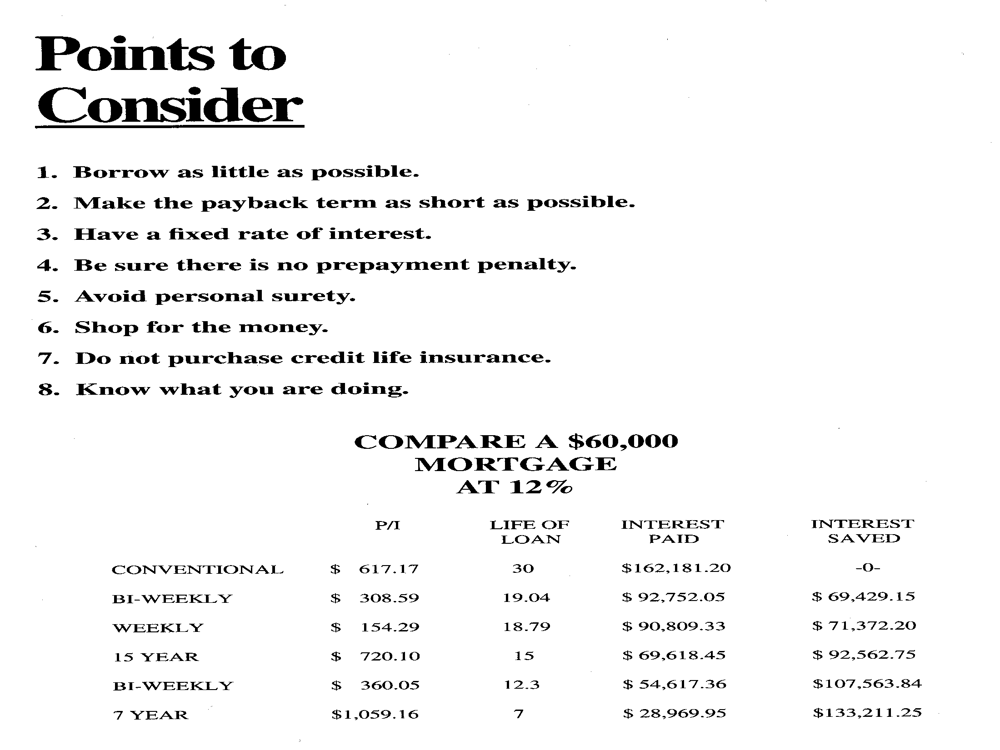 Points to
Consider
1. Borrow as little as possible.
2. Make the payback term as short as possible.
3. Have a fixed rate of interest.
4. Be sure there is no prepayment penalty.
5. Avoid personal surety.
6. Shop for the money.
7. Do not purchase credit life insurance.
8. Know what you are doing.
COMPARE A $60,000
MORTGAGE
AT 12%
P/I LIFE OF INTEREST INTEREST
LOAN PAID SAVED
CONVENTIONAL $ 617.17 30 $162,181.20 -0-
BI-WEEKLY $ 308.59 19.04 $ 92,752.05 $ 69,429.15
WEEKLY $ 154.29 18.79 $ 90,809.33 $ 71,372.20
15 YEAR $ 720.10 15 $ 69,618.45 $ 92,562.75
BI-WEEKLY $ 360.05 12.3 $ 54,617.36 $107,563.84
7 YEAR $1,059.16 7 $ 28,969.95 $133,211.25